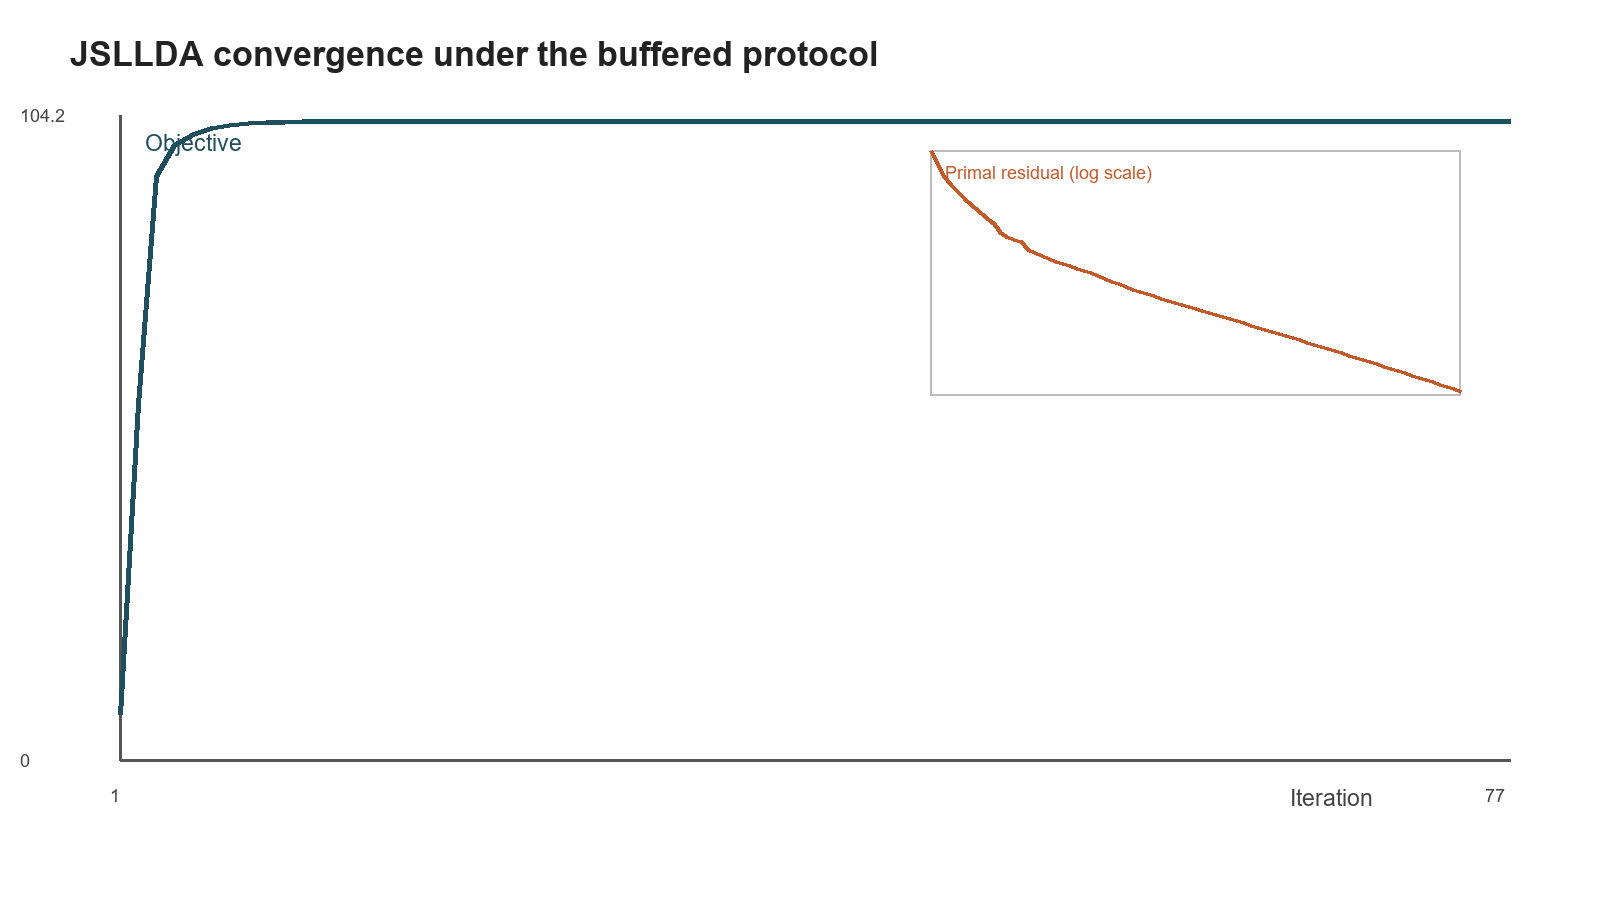 JSLLDA convergence under the buffered protocol
104.2
Objective
Primal residual (log scale)
0
1
Iteration
77